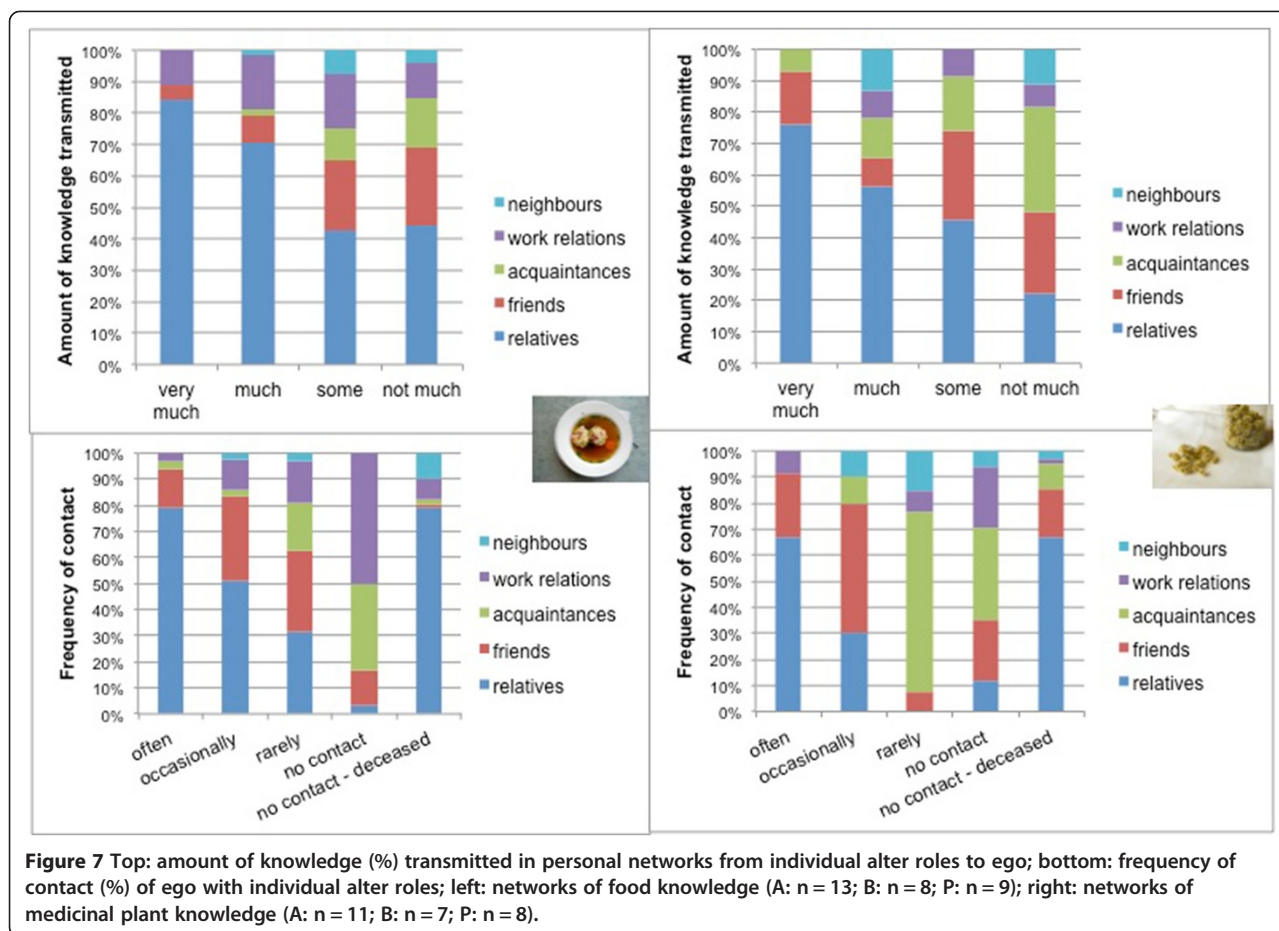 100%
90%
80%
70%
60%
50%
40%
30%
20%
10%
0%
Amount of knowledge transmitted
very much
much
some
not much
neighbours
work relations
acquaintances
friends
relatives
100%
90%
80%
70%
60%
50%
40%
30%
20%
10%
0%
Amount of knowledge transmitted
very much
much
some
not much
neighbours
work relations
acquaintances
friends
relatives
100%
90%
80%
70%
60%
50%
40%
30%
20%
10%
0%
Frequency of contact
often
occasionally
rarely
no contact
no contact - deceased
neighbours
work relations
acquaintances
friends
relatives
100%
90%
80%
70%
60%
50%
40%
30%
20%
10%
0%
Frequency of contact
often
occasionally
rarely
no contact
no contact - deceased
neighbours
work relations
acquaintances
friends
relatives
Figure 7 Top: amount of knowledge (%) transmitted in personal networks from individual alter roles to ego; bottom: frequency of
contact (%) of ego with individual alter roles; left: networks of food knowledge (A: n = 13; B: n = 8; P: n = 9); right: networks of
medicinal plant knowledge (A: n = 11; B: n = 7; P: n = 8).